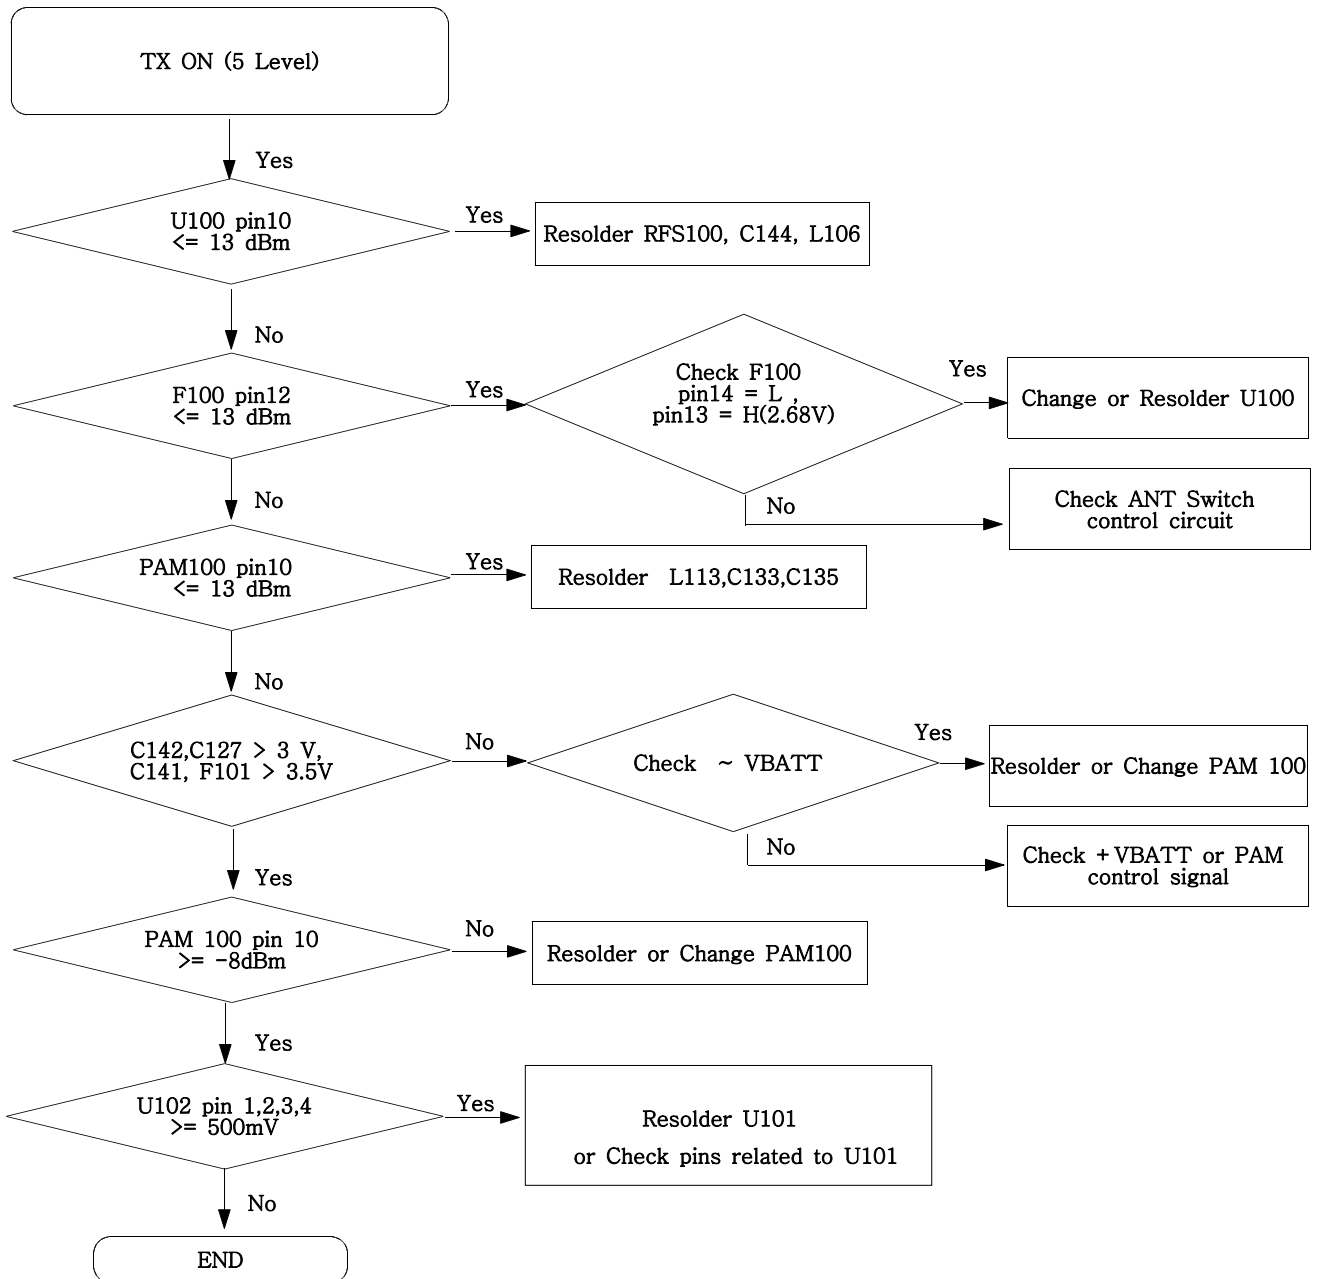 TX ON (5 Level)
Yes
U100 pin10
<= 13 dBm
Yes
Resolder RFS100, C144, L106
No
F100 pin12
<= 13 dBm
Yes
Check F100
pin14 = L ,
pin13 = H(2.68V)
Yes
Change or Resolder U100
No
Check ANT Switch
control circuit
No
PAM100 pin10
<= 13 dBm
Yes
Resolder L113,C133,C135
No
C142,C127 > 3 V,
C141, F101 > 3.5V
No
Check ~ VBATT
Yes
Resolder or Change PAM 100
No
Check +VBATT or PAM
control signal
Yes
PAM 100 pin 10
>= -8dBm
No
Resolder or Change PAM100
Yes
U102 pin 1,2,3,4
>= 500mV
Yes
Resolder U101
or Check pins related to U101
No
END